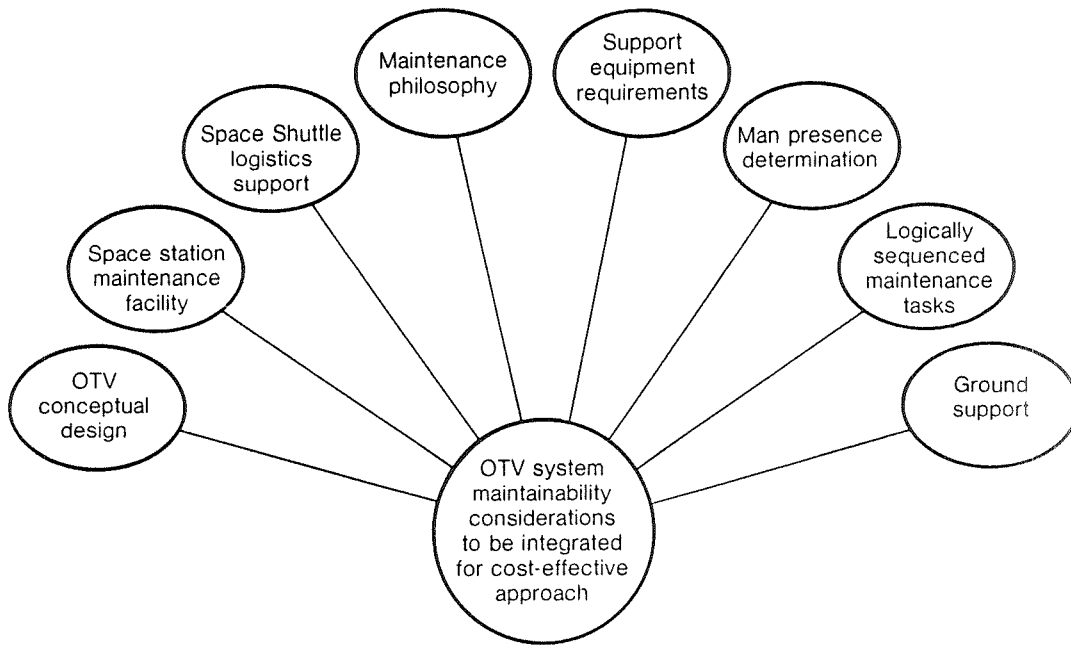 OTV
conceptual
design
Space station
maintenance
facility
Space Shuttle
logistics
support
Maintenance
philosophy
Support
equipment
requirements
Man presence
determination
Logically
sequenced
maintenance
tasks
Ground
support
OTV system
maintainability
considerations
to be integrated
for cost-effective
approach